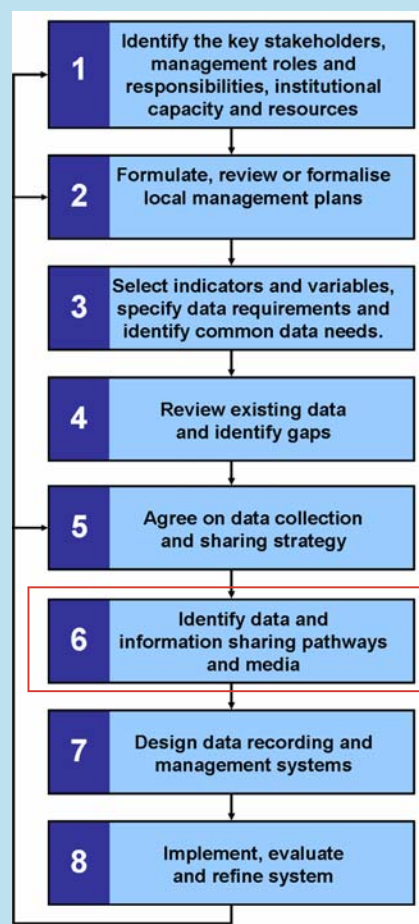 1
Identify the key stakeholders,
management roles and
responsibilities, institutional
capacity and resources
2
Formulate, review or formalise
local management plans
3
Select indicators and variables,
specify data requirements and
identify common data needs.
4
Review existing data
and identify gaps
5
Agree on data collection
and sharing strategy
6
Identify data and
information sharing pathways
and media
7
Design data recording and
management systems
8
Implement, evaluate
and refine system